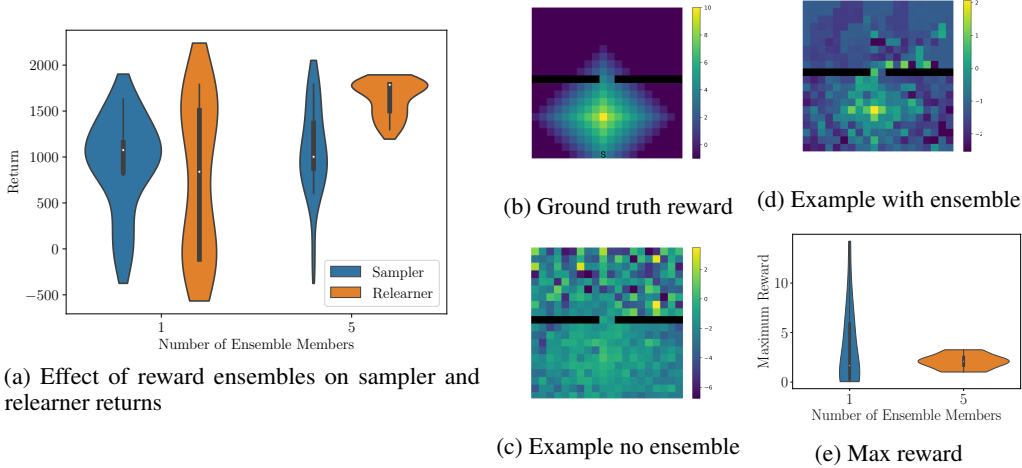 2000
1500
1000
500
0
−500
Return
Sampler
Relearner
1
5
Number of Ensemble Members
(a) Effect of reward ensembles on sampler and
relearner returns
10
8
6
4
2
0
S
(b) Ground truth reward
2
0
−2
−4
−6
(c) Example no ensemble
2
1
0
−1
−2
(d) Example with ensemble
10
5
0
Maximum Reward
1
5
Number of Ensemble Members
(e) Max reward